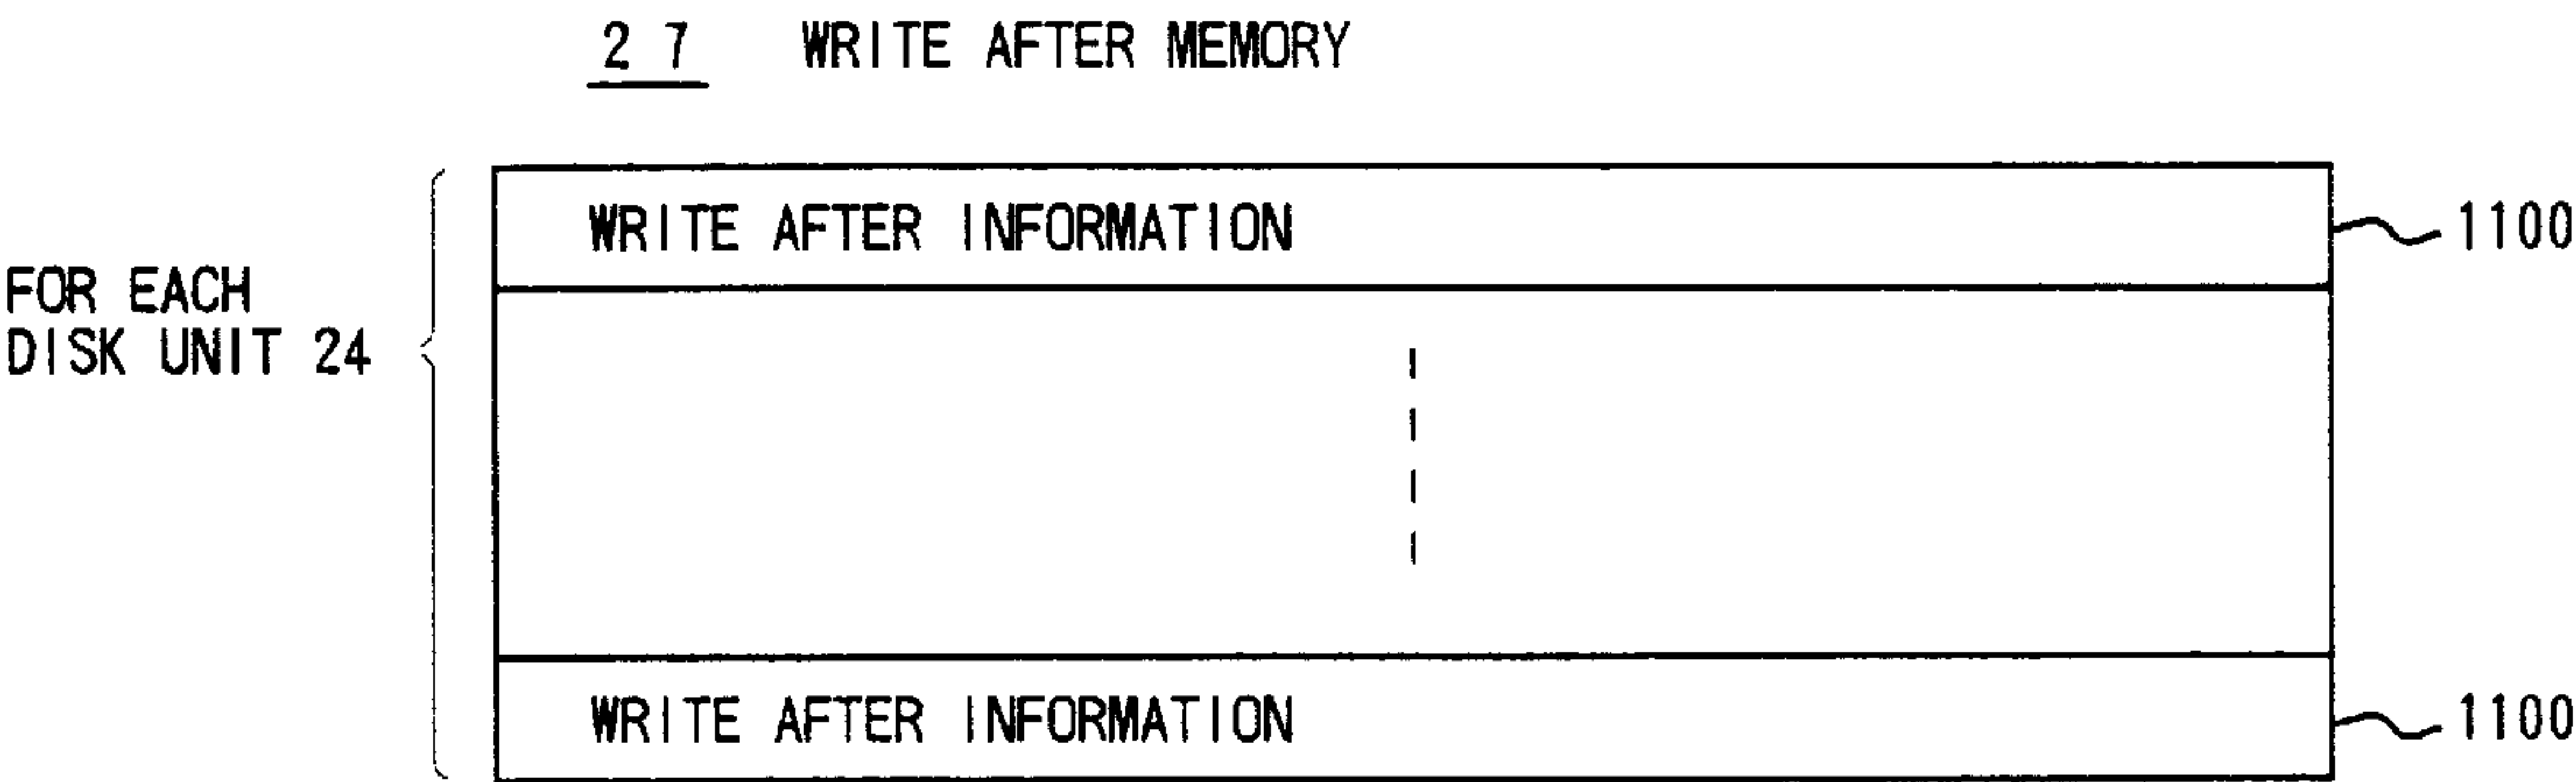 27 WRITE AFTER MEMORY
WRITE AFTER INFORMATION 1100
FOR EACH
DISK UNIT 24
WRITE AFTER INFORMATION 1100